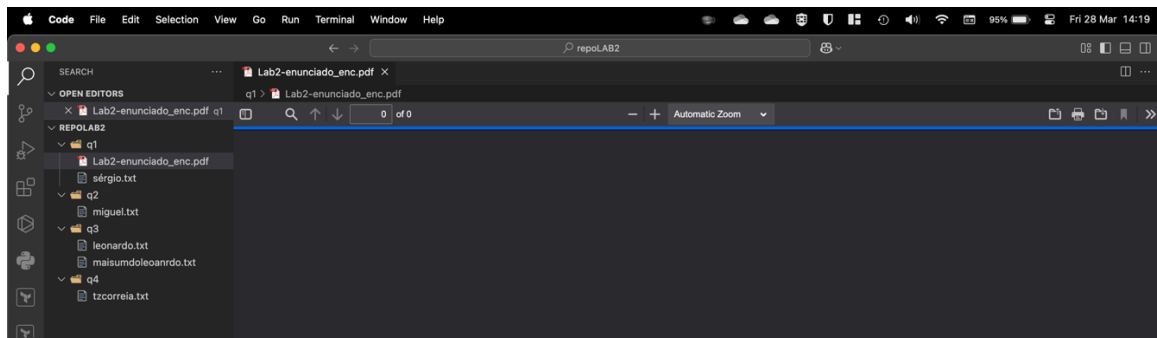 Code File Edit Selection View Go Run Terminal Window Help 95% Fri 28 Mar 14:19
repoLAB2
SEARCH
Lab2-enunciado_enc.pdf
OPEN EDITORS
q1 > Lab2-enunciado_enc.pdf
Lab2-enunciado_enc.pdf q1
0 of 0 Automatic Zoom
REPOLAB2
q1
Lab2-enunciado_enc.pdf
sérgio.txt
q2
miguel.txt
q3
leonardo.txt
maisumdoleoanrdo.txt
q4
tzcorreia.txt